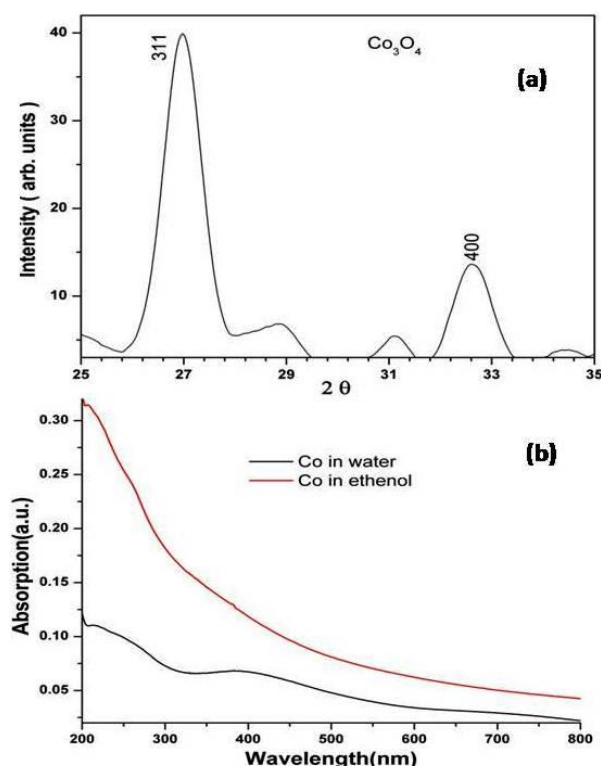 311
Co₃O₄
(a)
400
Intensity ( arb. units )
40
30
20
10
25 27 29 31 33 35
2 θ
(b)
Co in water
Co in ethenol
Absorption(a.u.)
0.30
0.25
0.20
0.15
0.10
0.05
200 300 400 500 600 700 800
Wavelength(nm)